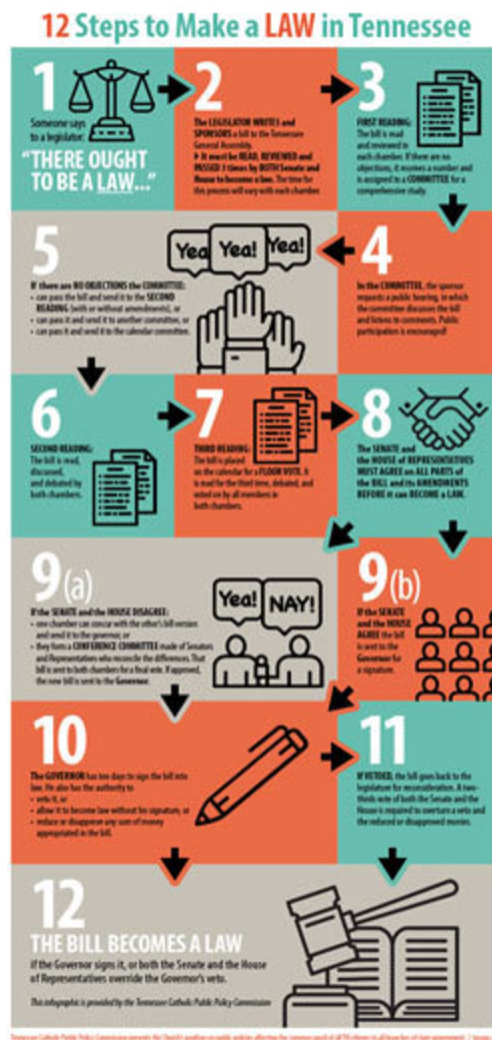 12 Steps to Make a LAW in Tennessee
1
Someone says
to a legislator:
"THERE OUGHT
TO BE A LAW..."
2
The LEGISLATOR WRITES and
SPONSORS a bill to the Tennessee
General Assembly.
It must be READ, REVIEWED and
PASSED 3 times by BOTH Senate and
House to become a law. The time for
this process will vary with each chamber.
3
FIRST READING:
The bill is read
and reviewed in
each chamber. If there are no
objections, it receives a number and
is assigned to a COMMITTEE for a
comprehensive study.
4
In the COMMITTEE, the sponsor
requests a public hearing, in which
the committee discusses the bill
and listens to comments. Public
participation is encouraged!
5
If there are NO OBJECTIONS the COMMITTEE:
• can pass the bill and send it to the SECOND
READING (with or without amendments), or
• can pass it and send it to another committee, or
• can pass it and send it to the calendar committee.
Yea
Yea!
Yea!
6
SECOND READING:
The bill is read,
discussed,
and debated by
both chambers.
7
THIRD READING:
The bill is placed
on the calendar for a FLOOR VOTE. It
is read for the third time, debated, and
voted on by all members in
both chambers.
8
The SENATE and
the HOUSE of REPRESENTATIVES
MUST AGREE on ALL PARTS of
the BILL and its AMENDMENTS
BEFORE it can BECOME a LAW.
9(a)
If the SENATE and the HOUSE DISAGREE:
• one chamber can concur with the other's bill version
and send it to the governor, or
• they form a CONFERENCE COMMITTEE made of Senators
and Representatives who reconcile the differences. That
bill is sent to both chambers for a final vote. If approved,
the new bill is sent to the Governor.
Yea!
NAY!
9(b)
If the SENATE
and the HOUSE
AGREE the bill
is sent to the
Governor for
a signature.
10
The GOVERNOR has ten days to sign the bill into
law. He also has the authority to
• veto it, or
• allow it to become law without his signature, or
• reduce or disapprove any sum of money
appropriated in the bill.
11
If VETOED, the bill goes back to the
legislature for reconsideration. A two-
thirds vote of both the Senate and the
House is required to overturn a veto and
the reduced or disapproved monies.
12
THE BILL BECOMES A LAW
if the Governor signs it, or both the Senate and the House
of Representatives override the Governor's veto.
This infographic is provided by the Tennessee Catholic Public Policy Commission